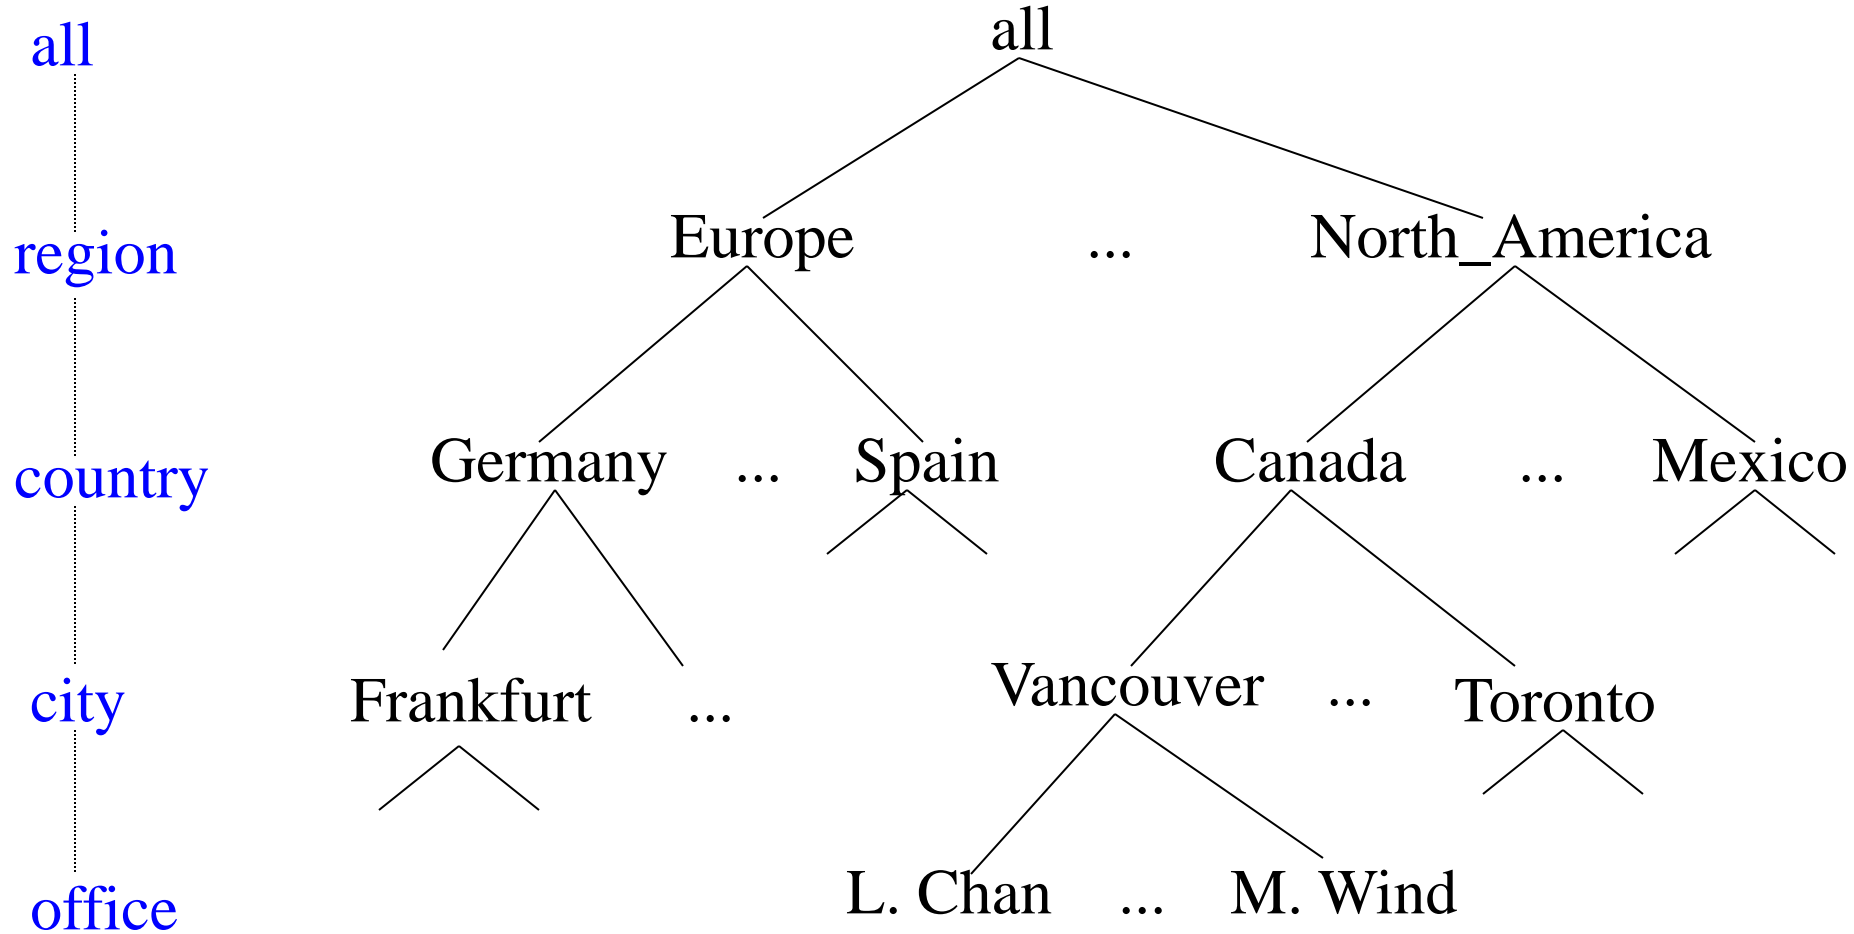 all
all
region
Europe ... North_America
country
Germany ... Spain Canada ... Mexico
city
Frankfurt ... Vancouver ... Toronto
office
L. Chan ... M. Wind